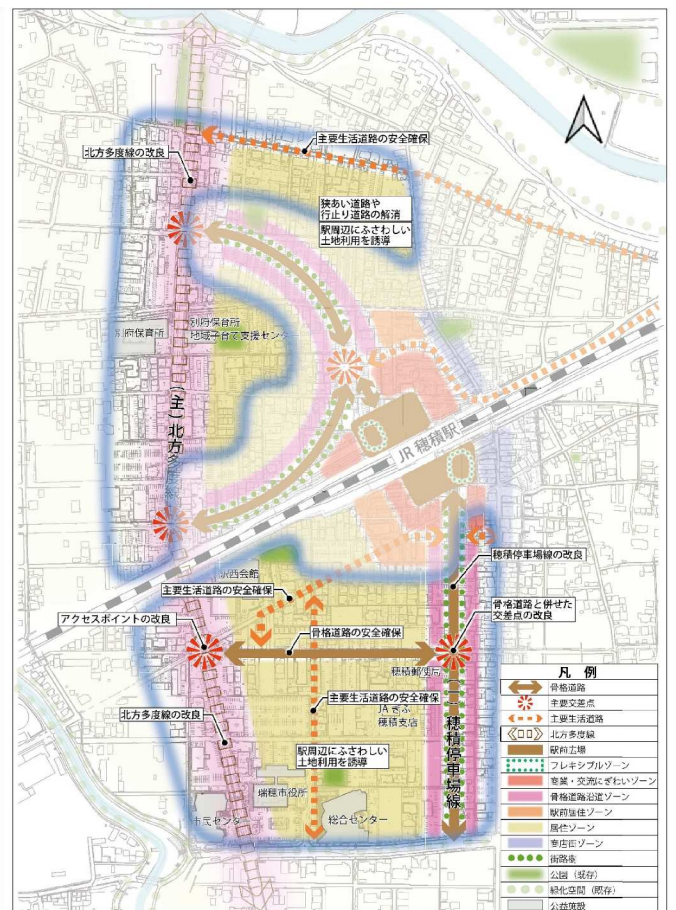 主要生活道路の安全確保
北方多度線の改良
狭あい道路や
行止り道路の解消
駅周辺にふさわしい
土地利用を誘導
別府保育所
別府保育所
地域子育て支援センタ
(主)北方多
JR 穂積駅
穂積停車場線の改良
駅西会館
主要生活道路の安全確保
骨格道路と併せた
交差点の改良
アクセスポイントの改良
骨格道路の安全確保
穂積郵便局
主要生活道路の安全確保
JA ぎふ
穂積支店
北方多度線の改良
駅周辺にふさわしい
土地利用を誘導
穂積停車場線
瑞穂市役所
市民センター
総合センター
凡 例
骨格道路
主要交差点
主要生活道路
北方多度線
駅前広場
フレキシブルゾーン
商業・交流にぎわいゾーン
骨格道路沿道ゾーン
駅前居住ゾーン
居住ゾーン
商店街ゾーン
街路樹
公園（既存）
緑化空間（既存）
公益施設